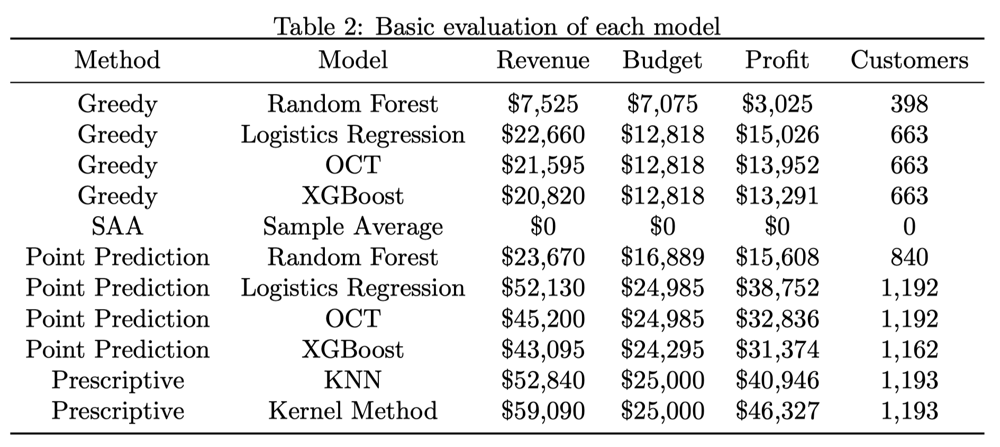 Table 2: Basic evaluation of each model
Method Model Revenue Budget Profit Customers
Greedy Random Forest $7,525 $7,075 $3,025 398
Greedy Logistics Regression $22,660 $12,818 $15,026 663
Greedy OCT $21,595 $12,818 $13,952 663
Greedy XGBoost $20,820 $12,818 $13,291 663
SAA Sample Average $0 $0 $0 0
Point Prediction Random Forest $23,670 $16,889 $15,608 840
Point Prediction Logistics Regression $52,130 $24,985 $38,752 1,192
Point Prediction OCT $45,200 $24,985 $32,836 1,192
Point Prediction XGBoost $43,095 $24,295 $31,374 1,162
Prescriptive KNN $52,840 $25,000 $40,946 1,193
Prescriptive Kernel Method $59,090 $25,000 $46,327 1,193